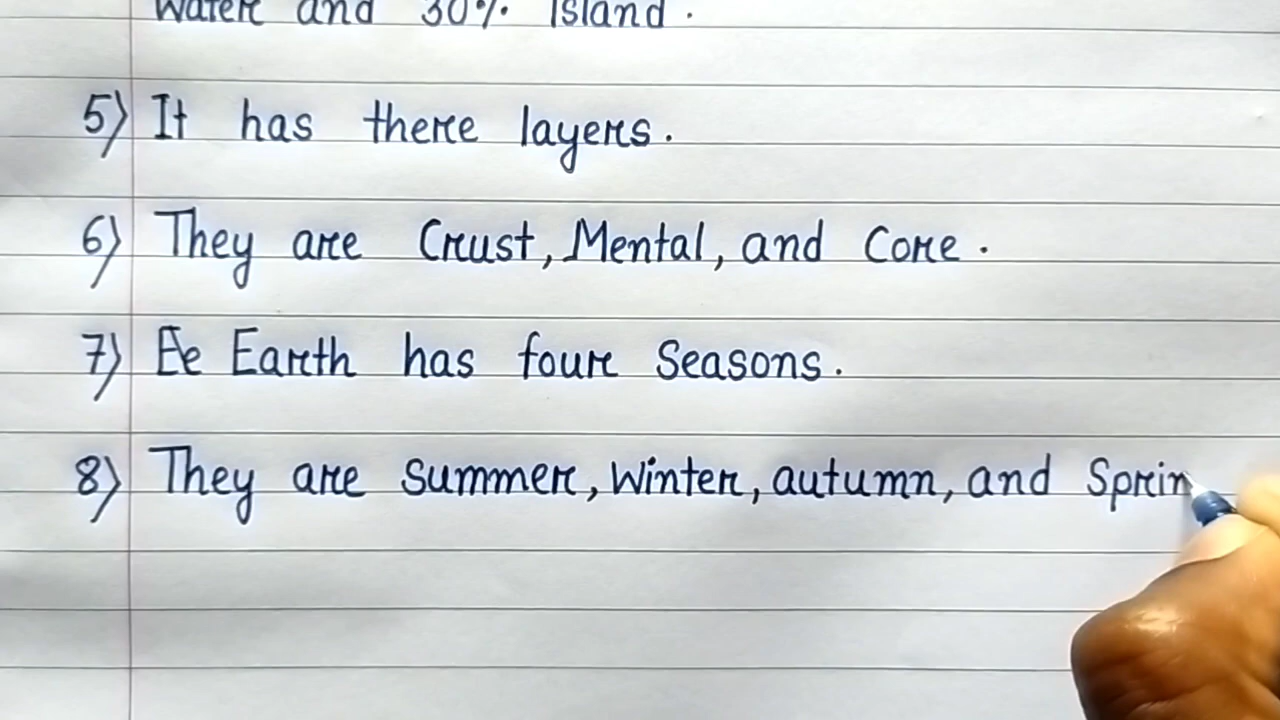 Water and 30% Island.
5) It has there layers.
6) They are Crust, Mental, and Core.
7) Ee Earth has four Seasons.
8) They are Summer, Winter, autumn, and Sprin